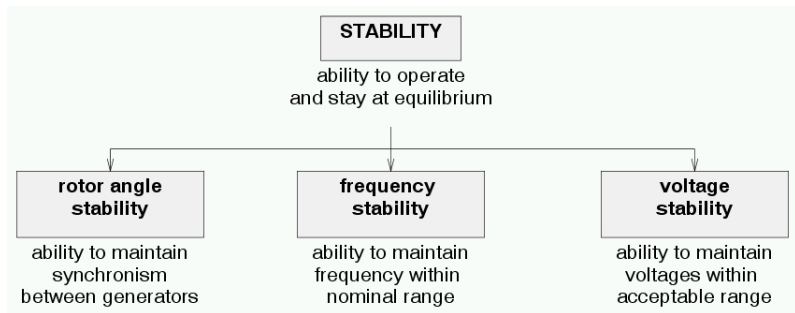 STABILITY
ability to operate
and stay at equilibrium
rotor angle
stability
ability to maintain
synchronism
between generators
frequency
stability
ability to maintain
frequency within
nominal range
voltage
stability
ability to maintain
voltages within
acceptable range